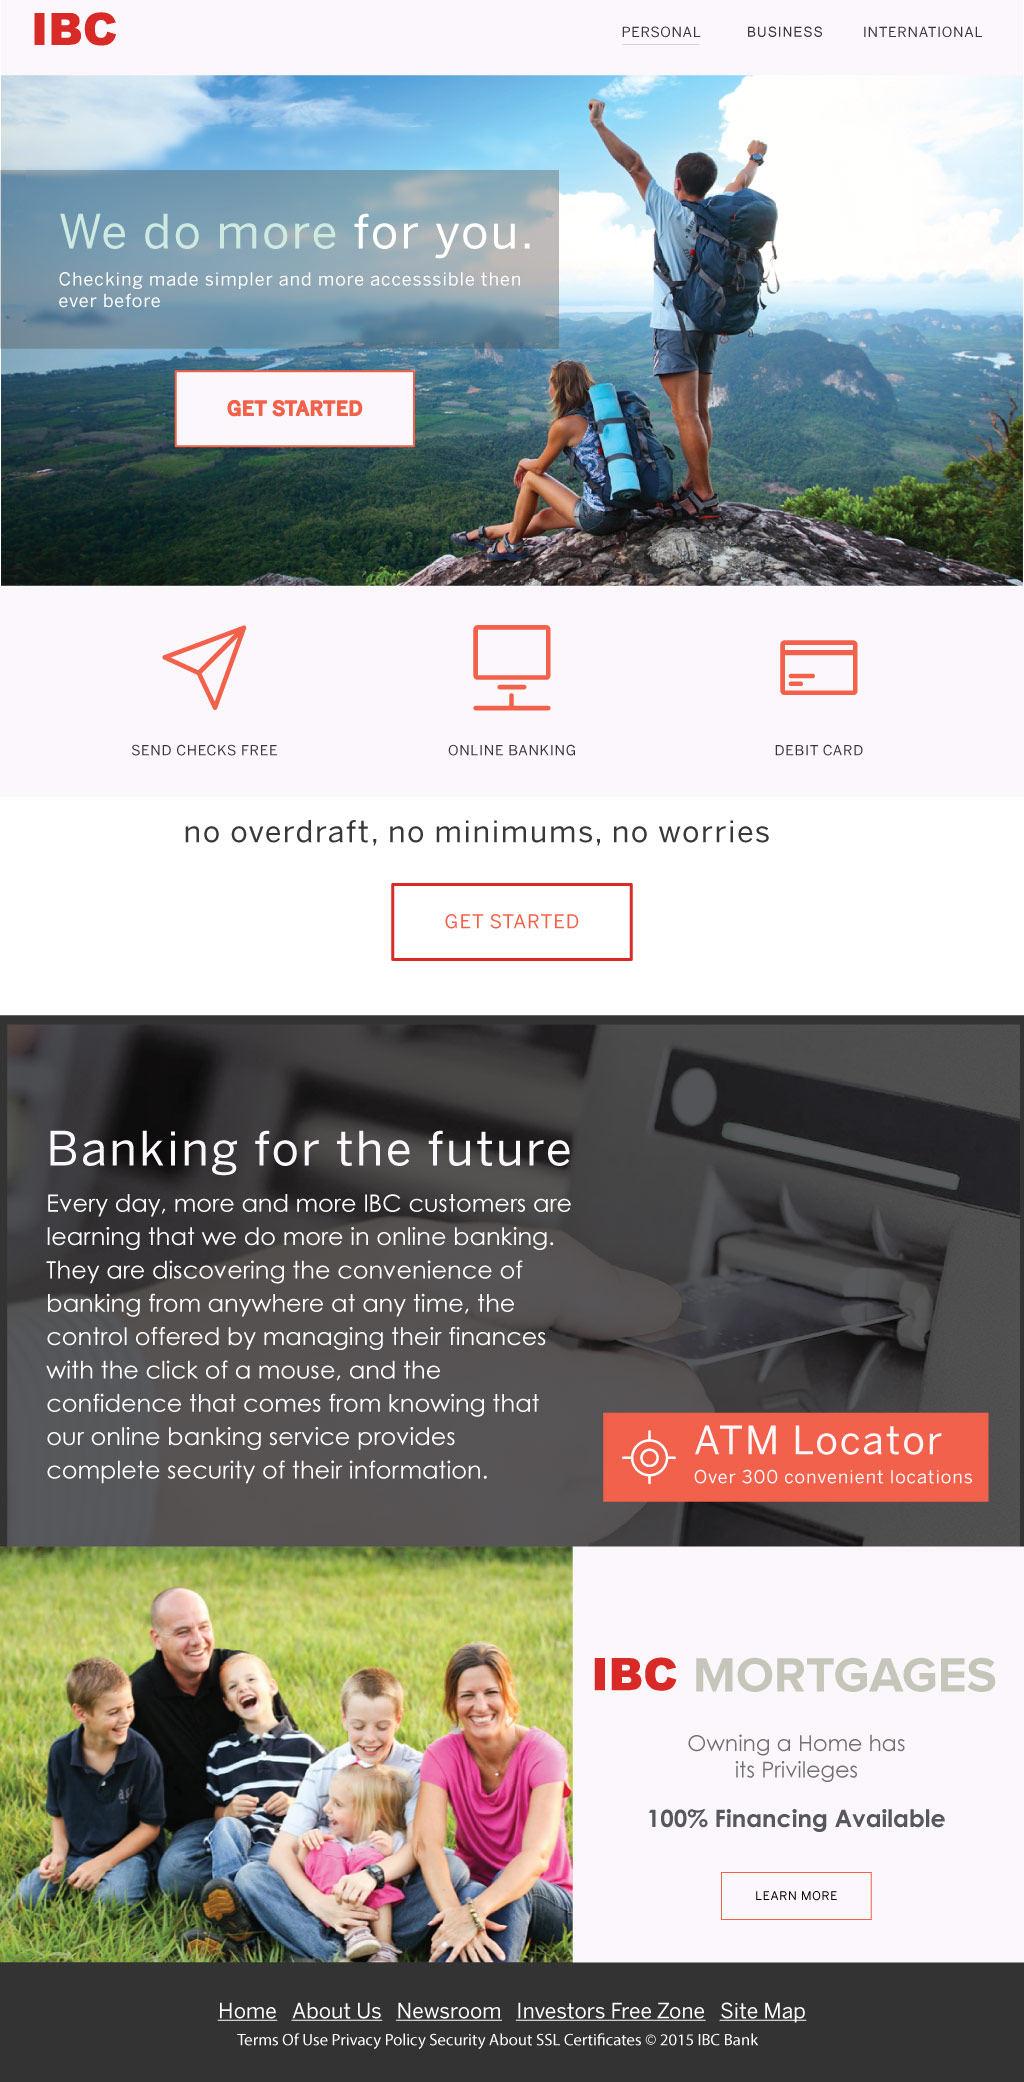 IBC
PERSONAL BUSINESS INTERNATIONAL
We do more for you.
Checking made simpler and more accesssible then
ever before
GET STARTED
SEND CHECKS FREE
ONLINE BANKING
DEBIT CARD
no overdraft, no minimums, no worries
GET STARTED
Banking for the future
Every day, more and more IBC customers are
learning that we do more in online banking.
They are discovering the convenience of
banking from anywhere at any time, the
control offered by managing their finances
with the click of a mouse, and the
confidence that comes from knowing that
our online banking service provides
complete security of their information.
ATM Locator
Over 300 convenient locations
IBC MORTGAGES
Owning a Home has
its Privileges
100% Financing Available
LEARN MORE
Home About Us Newsroom Investors Free Zone Site Map
Terms Of Use Privacy Policy Security About SSL Certificates © 2015 IBC Bank